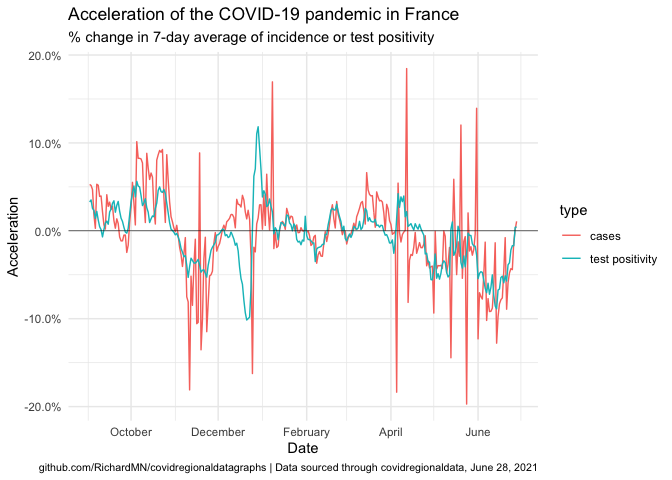 Acceleration of the COVID-19 pandemic in France
% change in 7-day average of incidence or test positivity
20.0%
10.0%
0.0%
-10.0%
-20.0%
Acceleration
October
December
February
April
June
Date
type
cases
test positivity
github.com/RichardMN/covidregionaldatagraphs | Data sourced through covidregionaldata, June 28, 2021